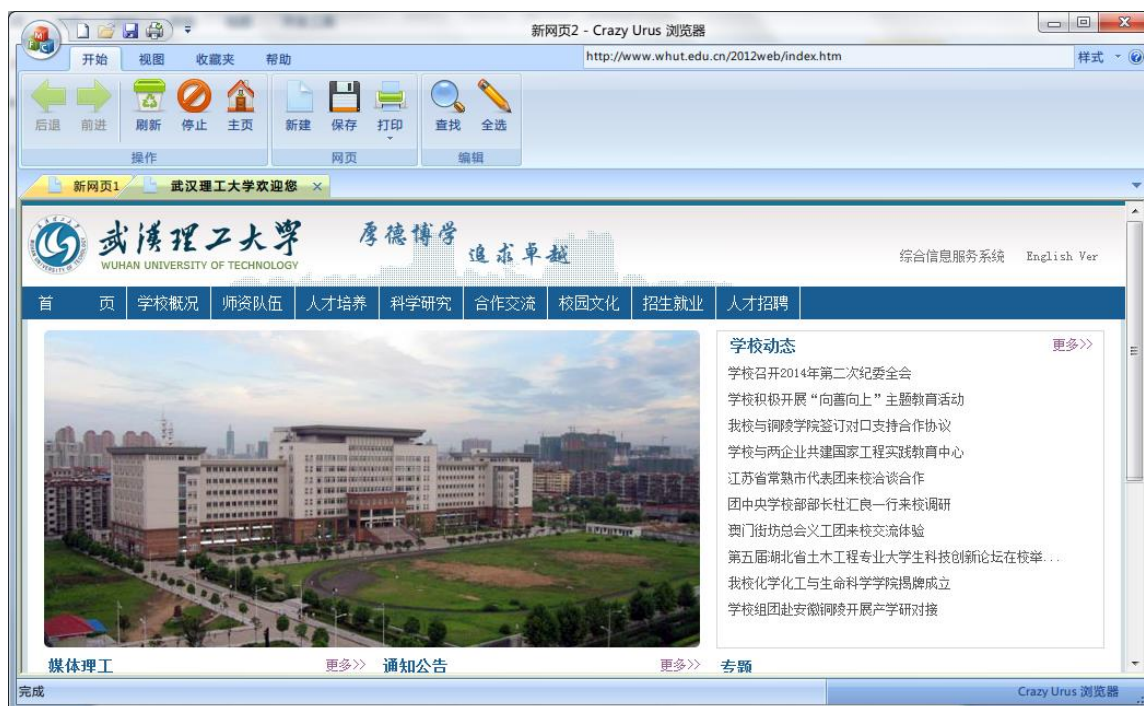 新网页2 - Crazy Urus 浏览器
开始 视图 收藏夹 帮助 http://www.whut.edu.cn/2012web/index.htm 样式
后退 前进 刷新 停止 主页 新建 保存 打印 查找 全选
操作 网页 编辑
新网页1 武汉理工大学欢迎您
武汉理工大学 厚德博学
追求卓越
WUHAN UNIVERSITY OF TECHNOLOGY
综合信息服务系统 English Ver
首 页 学校概况 师资队伍 人才培养 科学研究 合作交流 校园文化 招生就业 人才招聘
学校动态 更多>>
学校召开2014年第二次纪委全会
学校积极开展“向善向上”主题教育活动
我校与铜陵学院签订对口支持合作协议
学校与两企业共建国家工程实践教育中心
江苏省常熟市代表团来校洽谈合作
团中央学校部部长杜汇良一行来校调研
澳门街坊总会义工团来校交流体验
第五届湖北省土木工程专业大学生科技创新论坛在校举...
我校化学化工与生命科学学院揭牌成立
学校组团赴安徽铜陵开展产学研对接
媒体理工 更多>> 通知公告 更多>> 专题
完成 Crazy Urus 浏览器